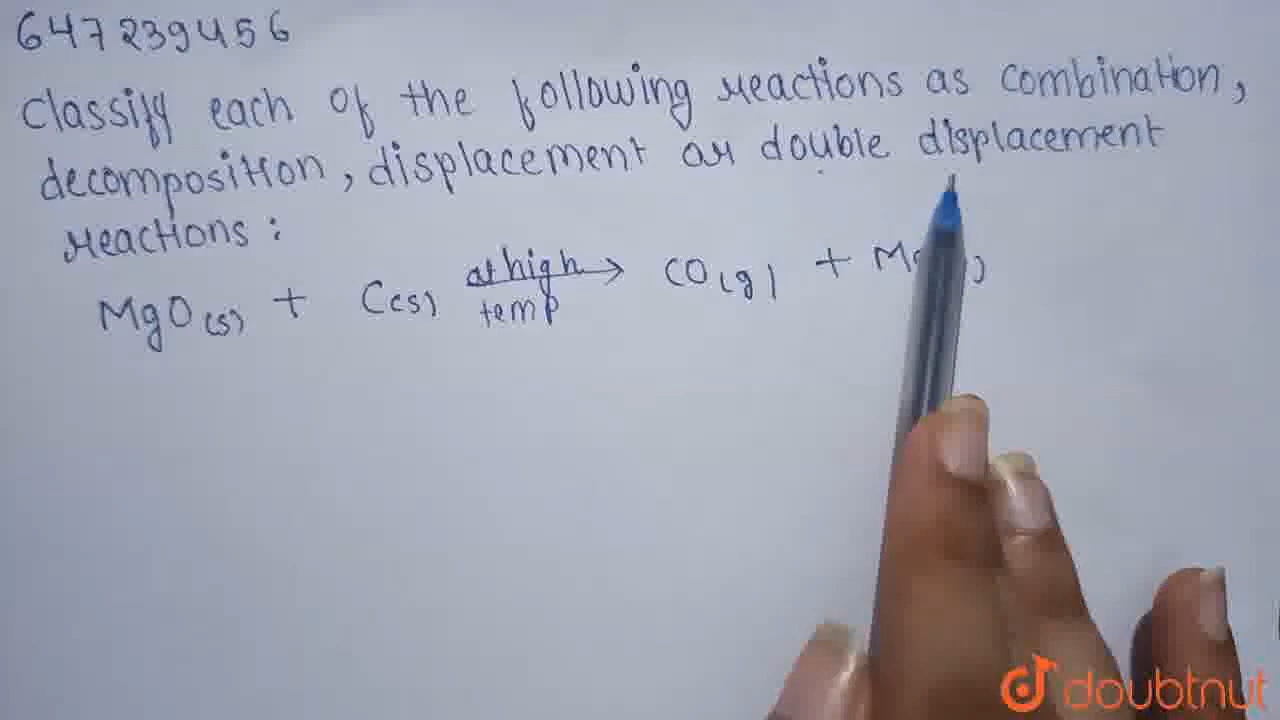 647239456
Classify each of the following reactions as combination,
decomposition, displacement or double displacement
reactions:
MgO(s) + C(s) at high temp → CO(g) +
doubtnut